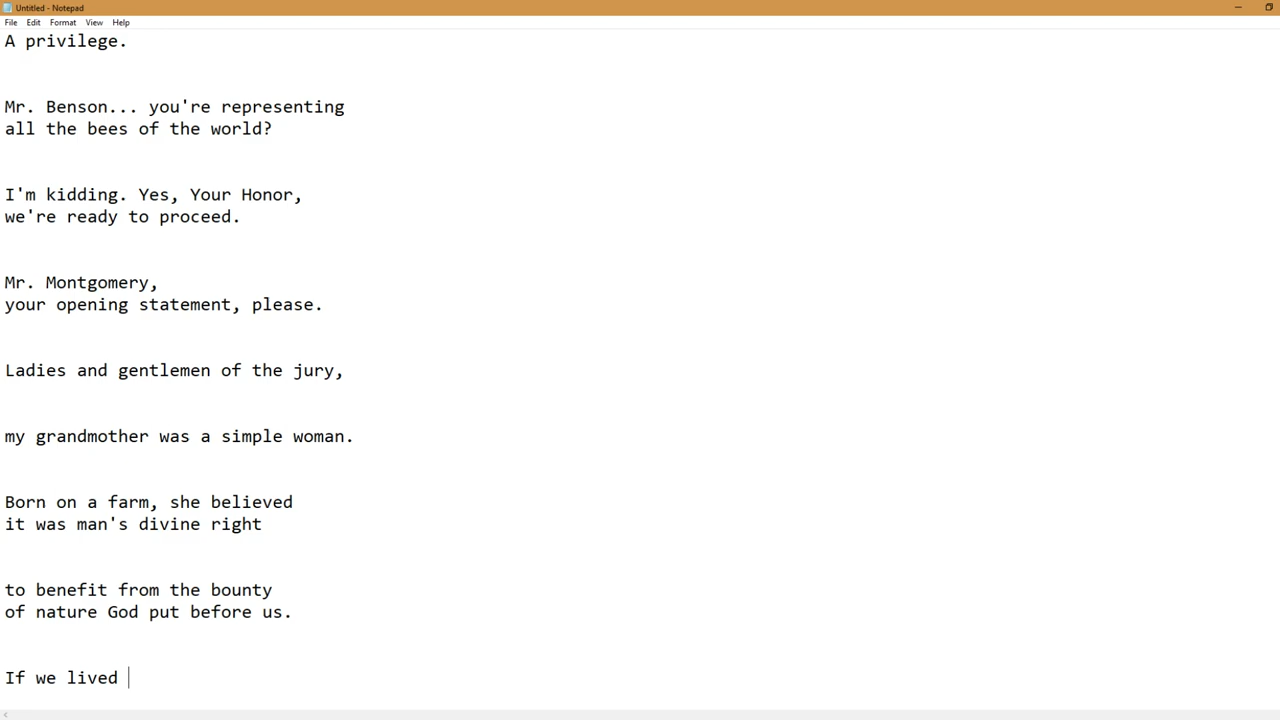 Untitled - Notepad
File Edit Format View Help
A privilege.
Mr. Benson... you're representing
all the bees of the world?
I'm kidding. Yes, Your Honor,
we're ready to proceed.
Mr. Montgomery,
your opening statement, please.
Ladies and gentlemen of the jury,
my grandmother was a simple woman.
Born on a farm, she believed
it was man's divine right
to benefit from the bounty
of nature God put before us.
If we lived